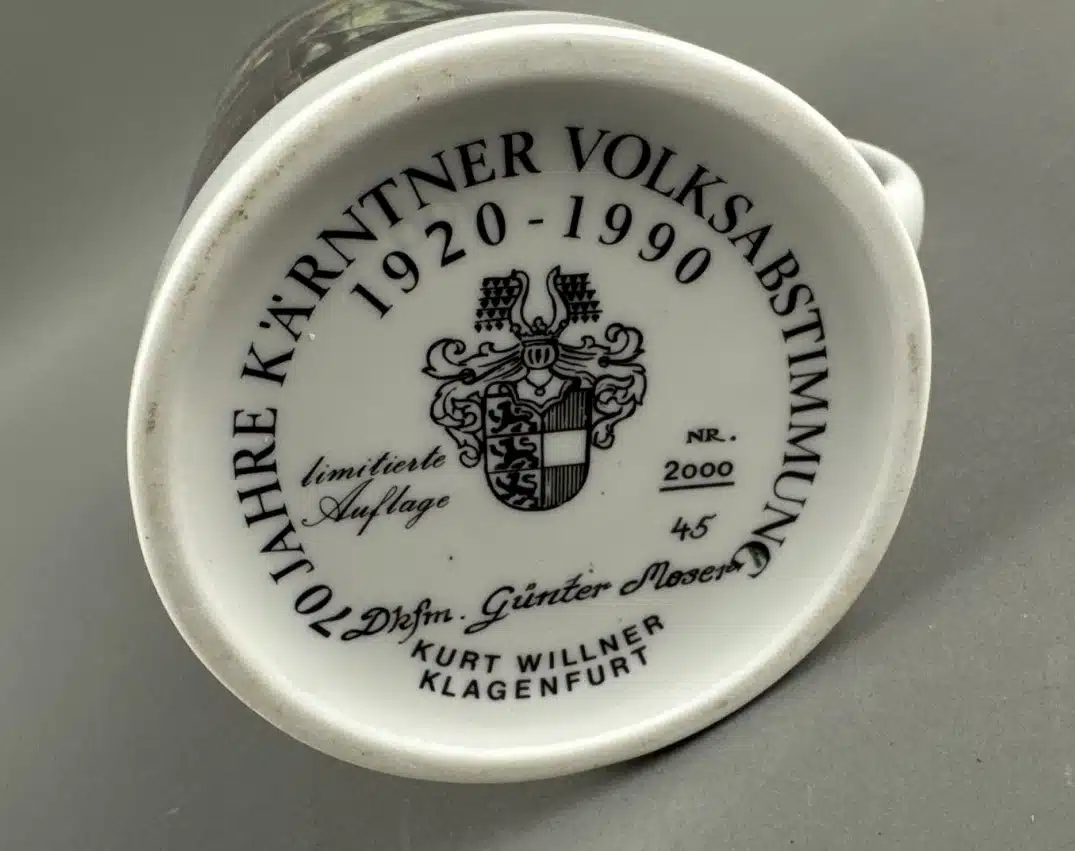 70 JAHRE KÄRNTNER VOLKSABSTIMMUNG
1920 - 1990
limitierte
Auflage
NR.
2000
45
Dkfm. Günter Moser
KURT WILLNER
KLAGENFURT